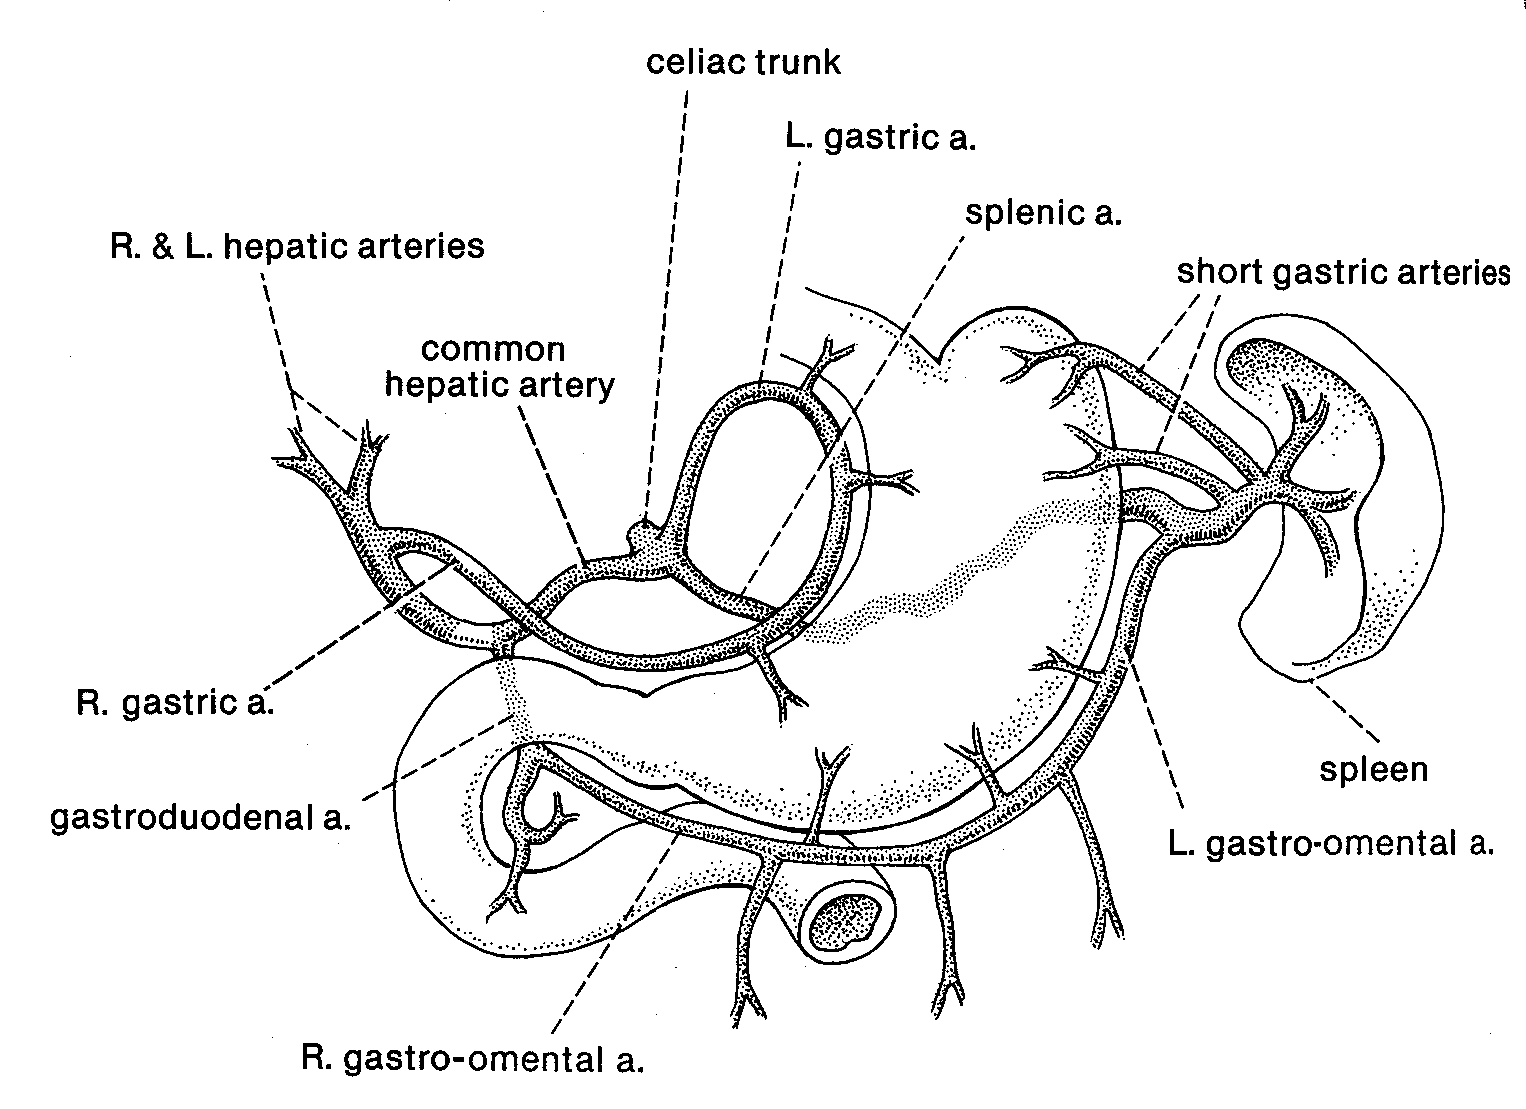 celiac trunk
L. gastric a.
splenic a.
R. & L. hepatic arteries
short gastric arteries
common
hepatic artery
R. gastric a.
spleen
gastroduodenal a.
L. gastro-omental a.
R. gastro-omental a.